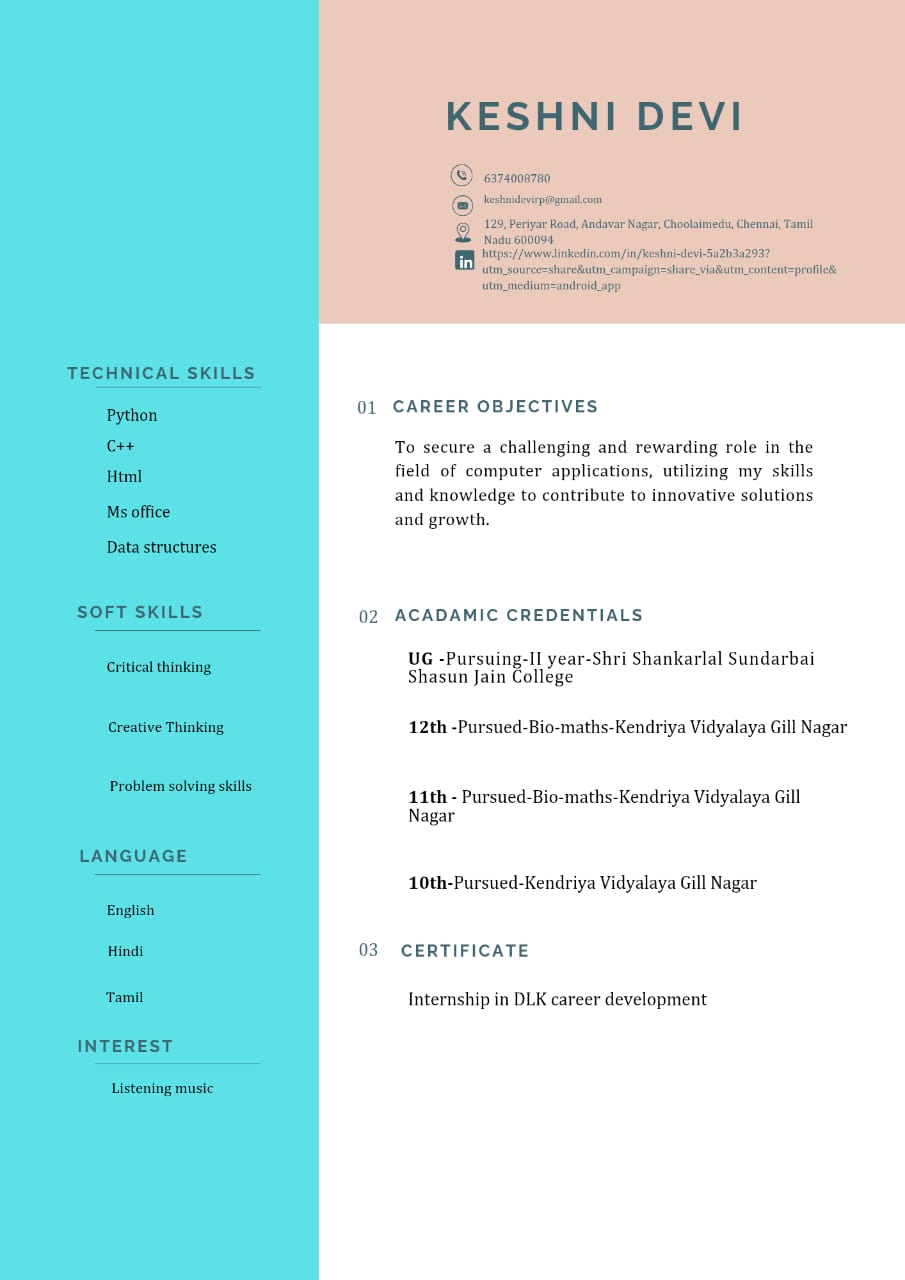 KESHNI DEVI
6374008780
keshnidevirp@gmail.com
129, Periyar Road, Andavar Nagar, Choolaimedu, Chennai, Tamil
Nadu 600094
https://www.linkedin.com/in/keshni-devi-5a2b3a293?
utm_source=share&utm_campaign=share_via&utm_content=profile&
utm_medium=android_app
TECHNICAL SKILLS
Python
C++
Html
Ms office
Data structures
SOFT SKILLS
Critical thinking
Creative Thinking
Problem solving skills
LANGUAGE
English
Hindi
Tamil
INTEREST
Listening music
01 CAREER OBJECTIVES
To secure a challenging and rewarding role in the
field of computer applications, utilizing my skills
and knowledge to contribute to innovative solutions
and growth.
02 ACADAMIC CREDENTIALS
UG -Pursuing-II year-Shri Shankarlal Sundarbai
Shasun Jain College
12th -Pursued-Bio-maths-Kendriya Vidyalaya Gill Nagar
11th - Pursued-Bio-maths-Kendriya Vidyalaya Gill
Nagar
10th-Pursued-Kendriya Vidyalaya Gill Nagar
03 CERTIFICATE
Internship in DLK career development